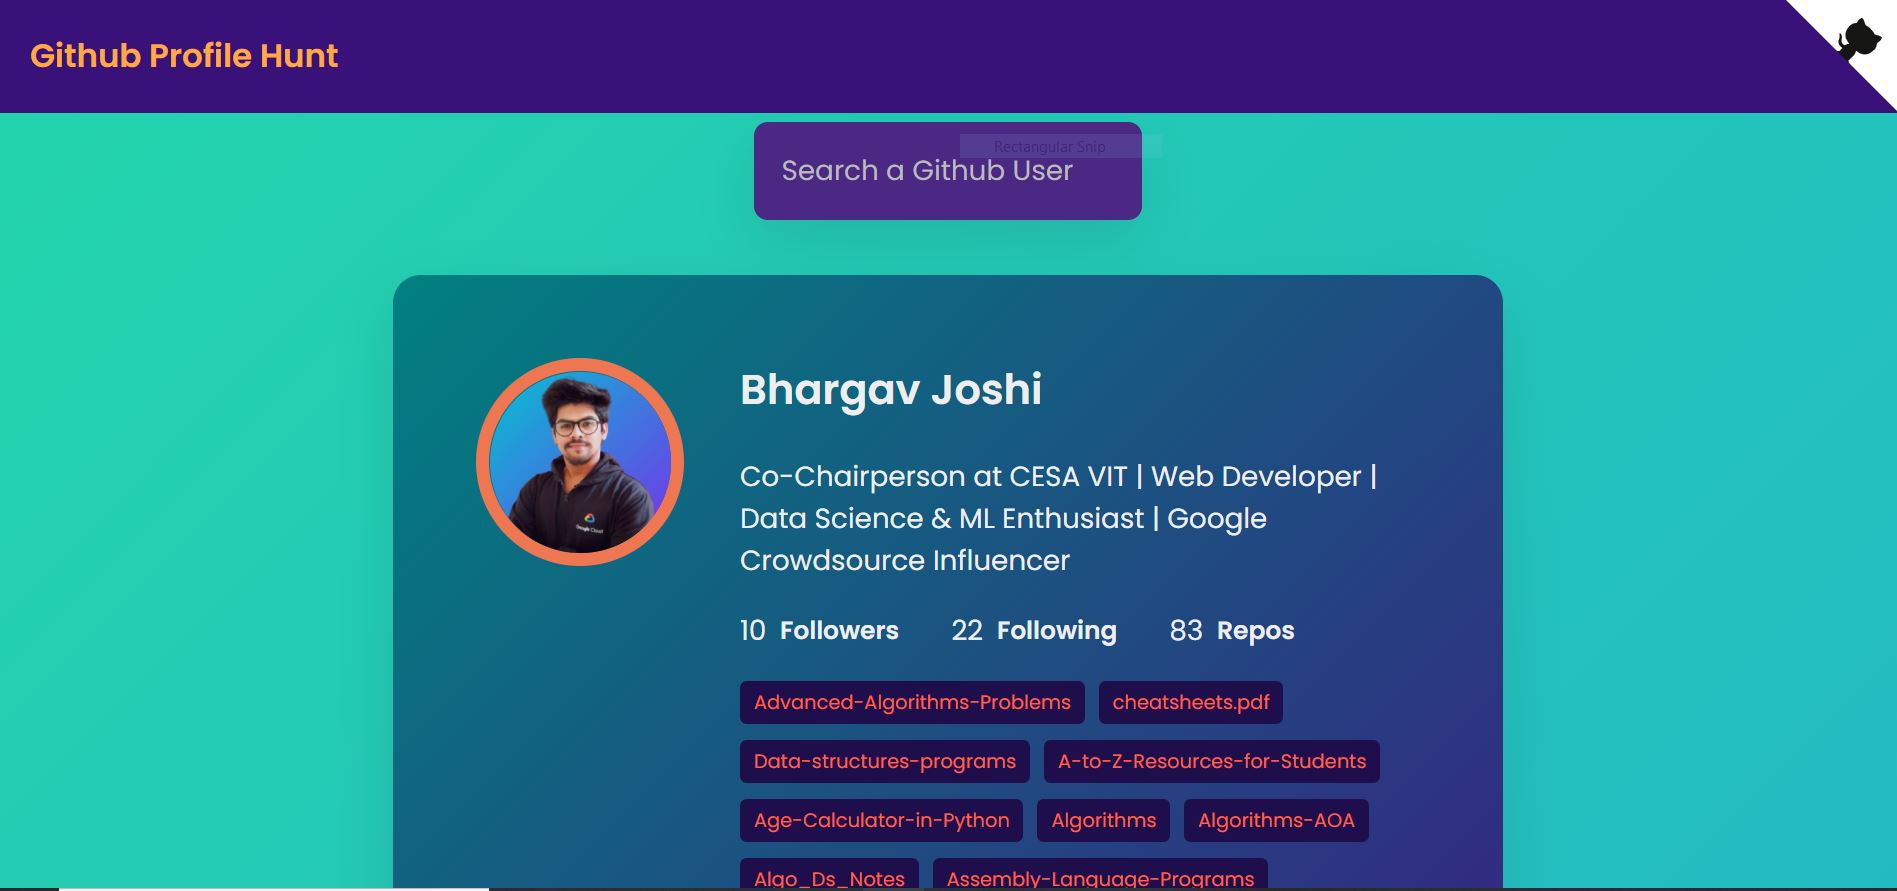 Github Profile Hunt
Rectangular Snip
Search a Github User
Bhargav Joshi
Co-Chairperson at CESA VIT | Web Developer |
Data Science & ML Enthusiast | Google
Crowdsource Influencer
10 Followers 22 Following 83 Repos
Advanced-Algorithms-Problems cheatsheets.pdf
Data-structures-programs A-to-Z-Resources-for-Students
Age-Calculator-in-Python Algorithms Algorithms-AOA
Algo_Ds_Notes Assembly-Language-Programs
Google Cloud